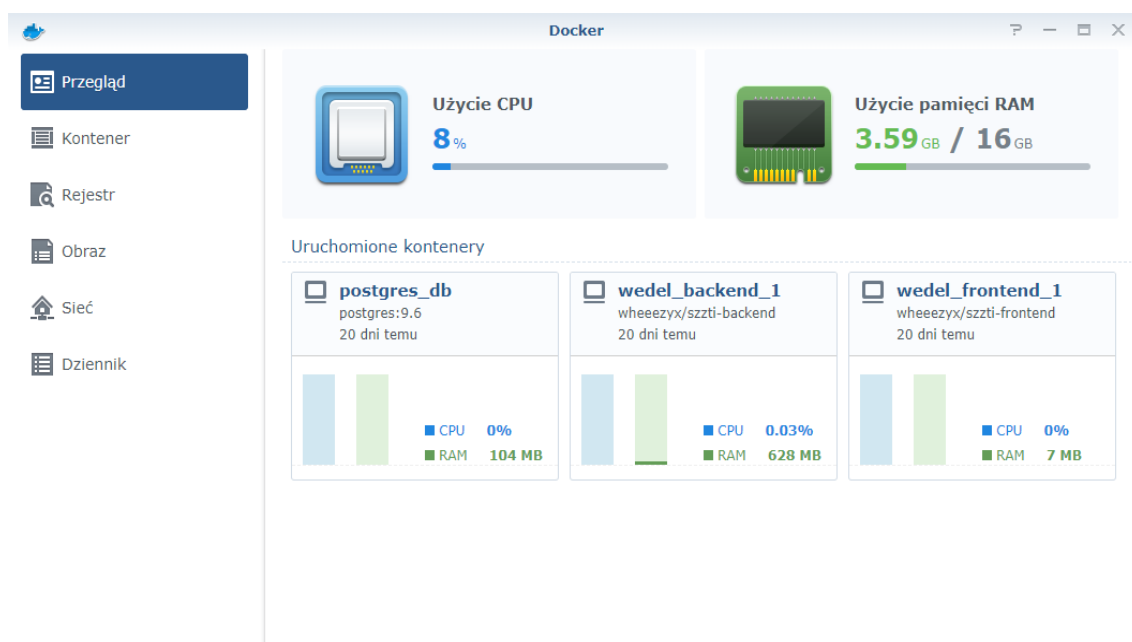 Docker
Przegląd
Kontener
Rejestr
Obraz
Sieć
Dziennik
Użycie CPU
8 %
Użycie pamięci RAM
3.59 GB / 16 GB
Uruchomione kontenery
postgres_db
postgres:9.6
20 dni temu
CPU 0%
RAM 104 MB
wedel_backend_1
wheeezyx/szzti-backend
20 dni temu
CPU 0.03%
RAM 628 MB
wedel_frontend_1
wheeezyx/szzti-frontend
20 dni temu
CPU 0%
RAM 7 MB